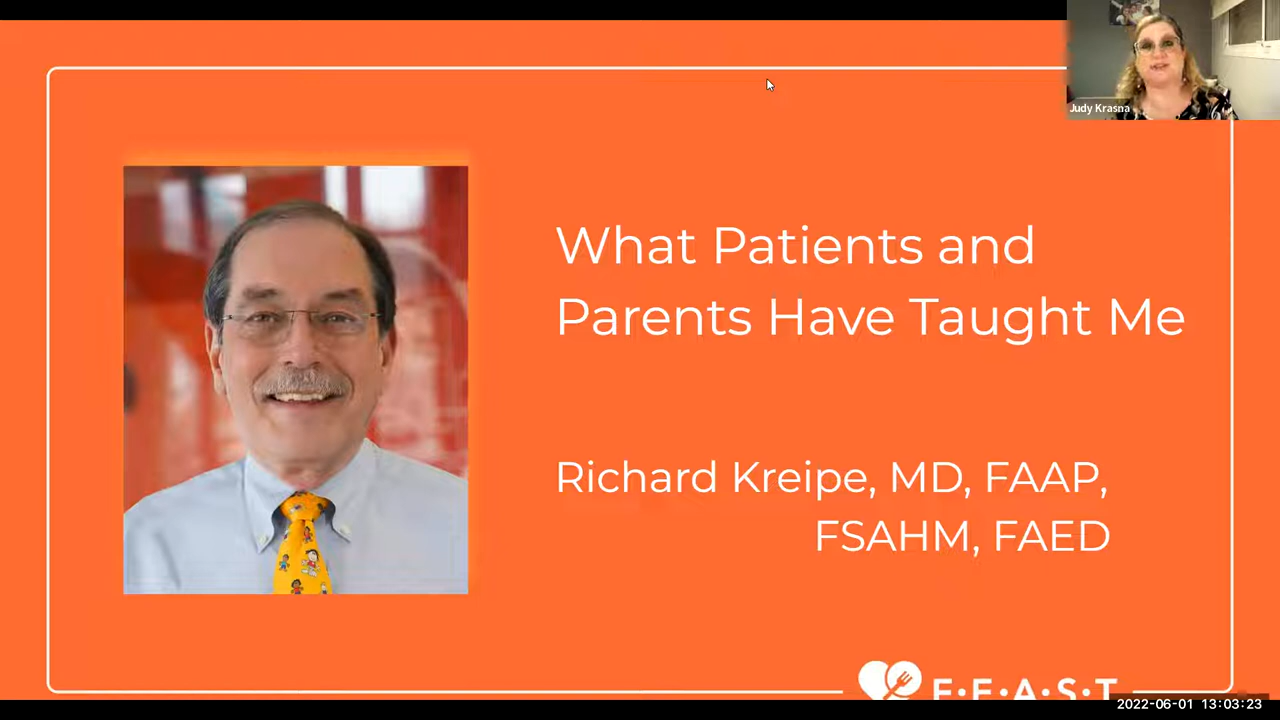 Judy Krasna
What Patients and
Parents Have Taught Me
Richard Kreipe, MD, FAAP,
FSAHM, FAED
F·E·A·S·T
2022-06-01 13:03:23